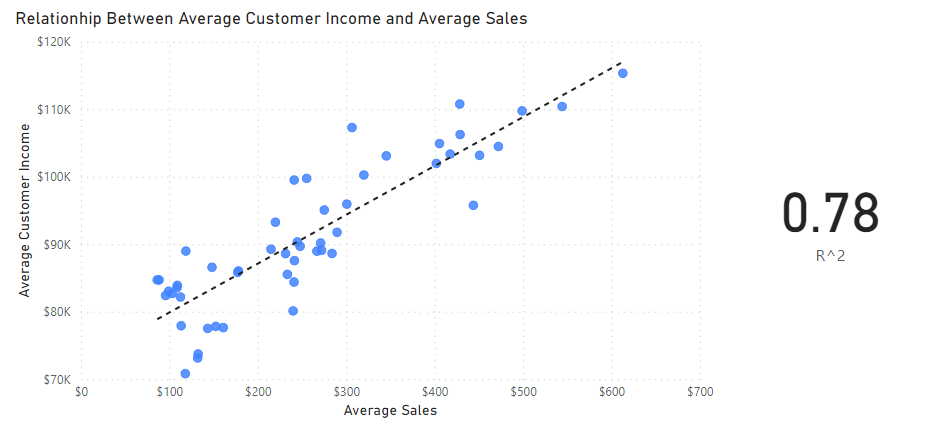 Relationhip Between Average Customer Income and Average Sales
$120K
$110K
$100K
$90K
$80K
$70K
Average Customer Income
$0 $100 $200 $300 $400 $500 $600 $700
Average Sales
0.78
R^2